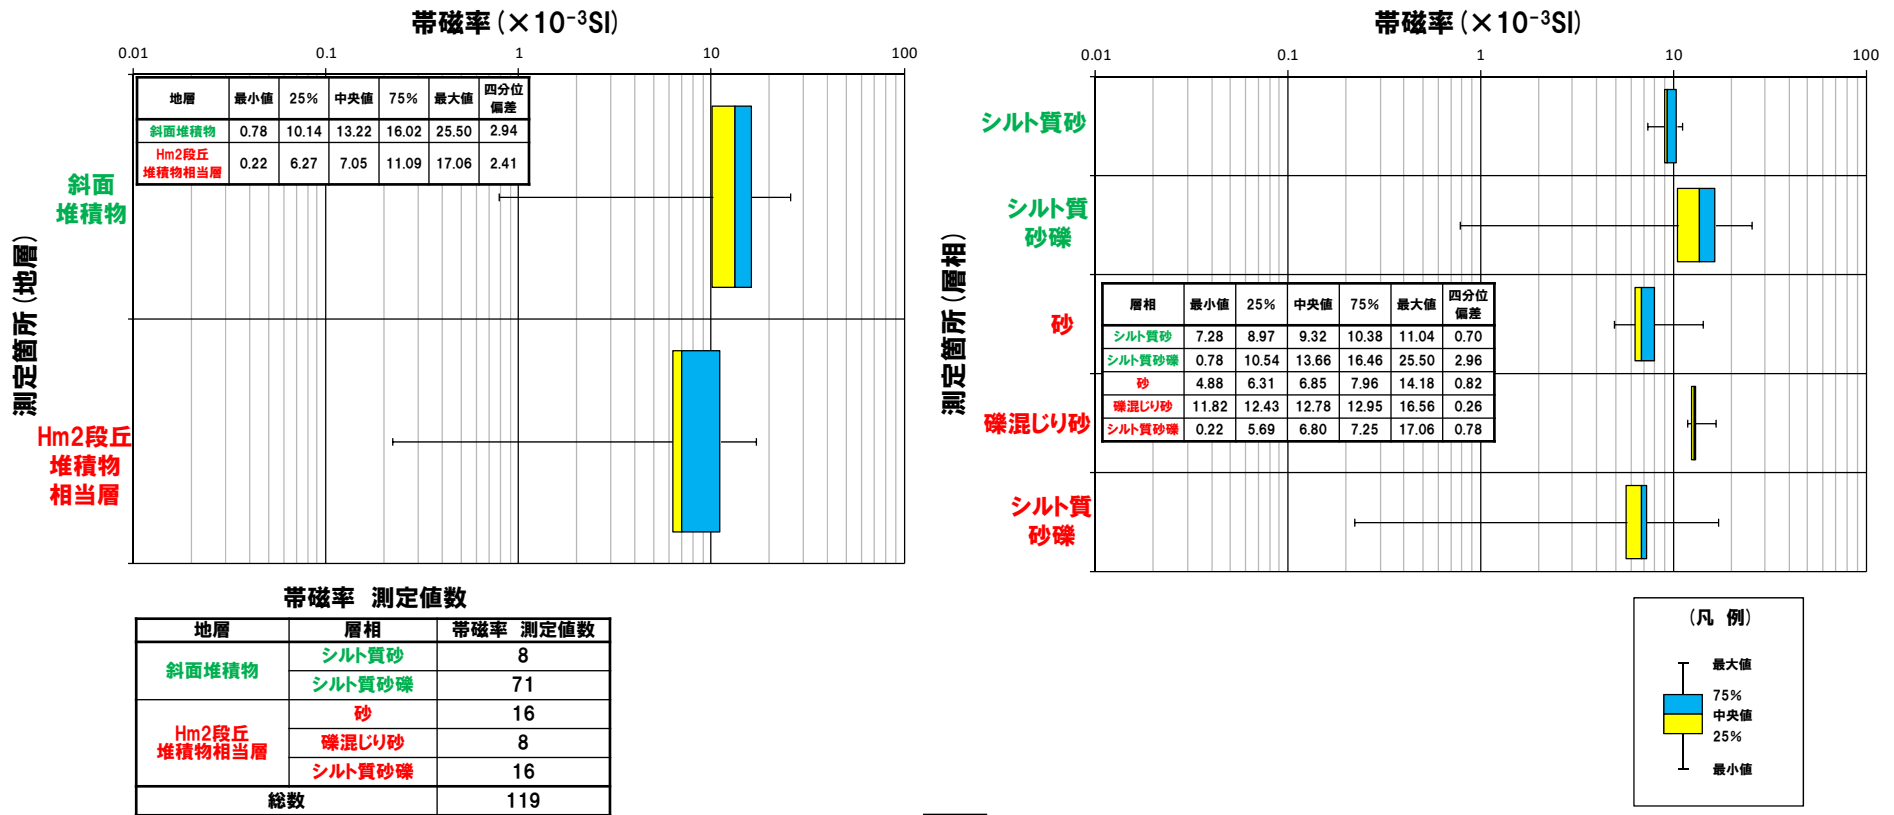 帯磁率(×10⁻³SI)
0.01 0.1 1 10 100
地層 最小値 25% 中央値 75% 最大値 四分位
偏差
斜面堆積物 0.78 10.14 13.22 16.02 25.50 2.94
Hm2段丘
堆積物相当層 0.22 6.27 7.05 11.09 17.06 2.41
測定箇所(地層)
斜面
堆積物
Hm2段丘
堆積物
相当層
帯磁率 測定値数
地層 層相 帯磁率 測定値数
斜面堆積物 シルト質砂 8
シルト質砂礫 71
Hm2段丘
堆積物相当層 砂 16
礫混じり砂 8
シルト質砂礫 16
総数 119
帯磁率(×10⁻³SI)
0.01 0.1 1 10 100
測定箇所(層相)
シルト質砂
シルト質
砂礫
砂
礫混じり砂
シルト質
砂礫
層相 最小値 25% 中央値 75% 最大値 四分位
偏差
シルト質砂 7.28 8.97 9.32 10.38 11.04 0.70
シルト質砂礫 0.78 10.54 13.66 16.46 25.50 2.96
砂 4.88 6.31 6.85 7.96 14.18 0.82
礫混じり砂 11.82 12.43 12.78 12.95 16.56 0.26
シルト質砂礫 0.22 5.69 6.80 7.25 17.06 0.78
(凡 例)
最大値
75%
中央値
25%
最小値